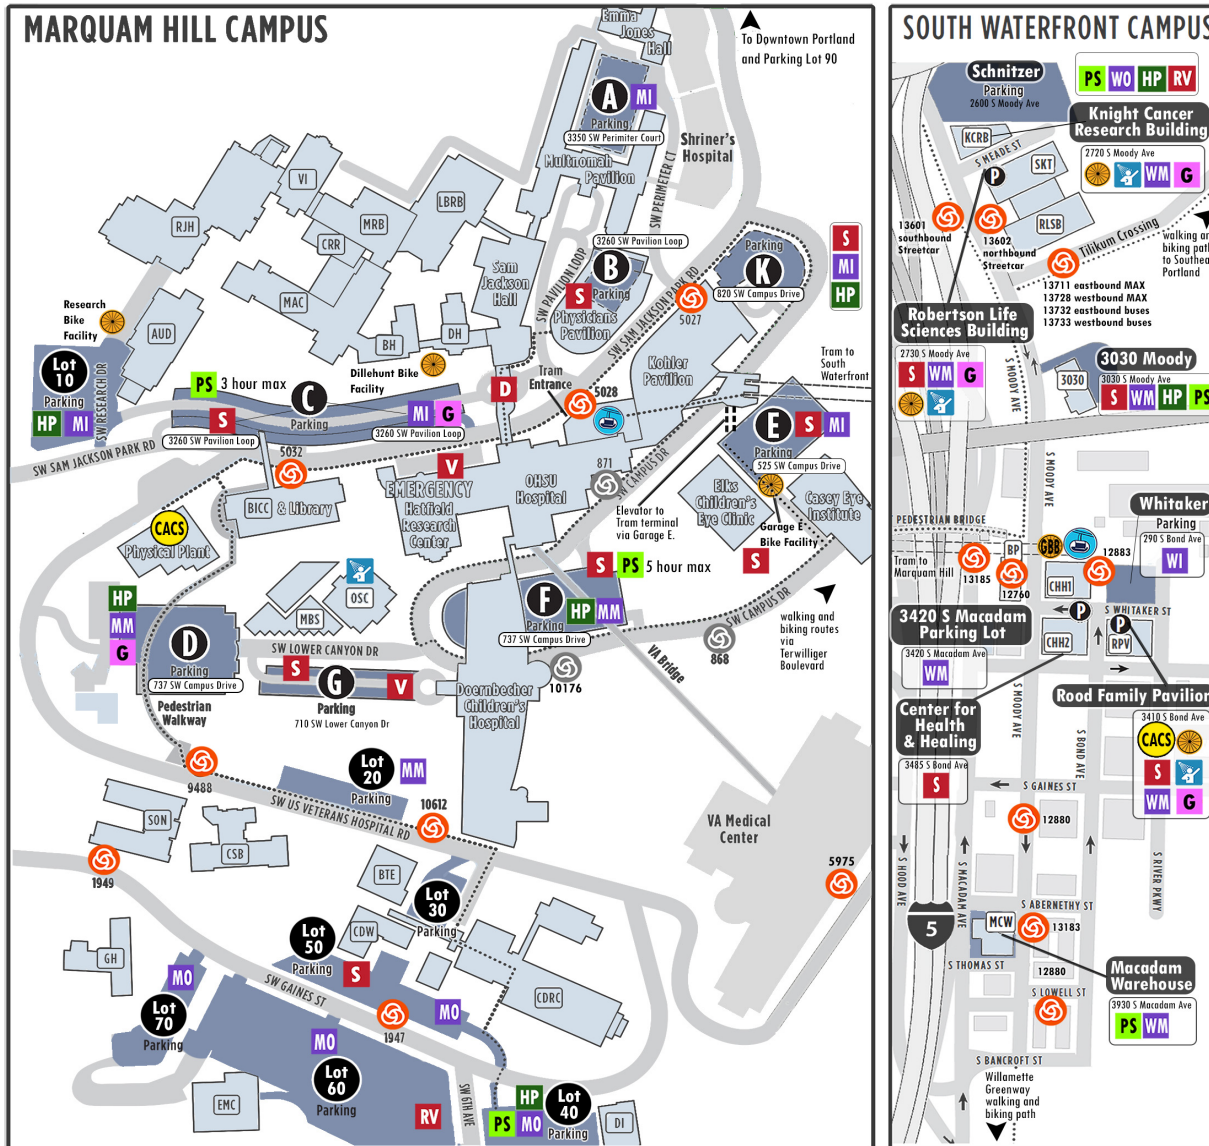 MARQUAM HILL CAMPUS
Emma
Jones
Hall
To Downtown Portland
and Parking Lot 90
A
MI
Parking
3350 SW Perimeter Court
Multnomah
Pavilion
Shriner's
Hospital
SW PERIMETER CT
VI
LBRB
RJH
MRB
CRR
MAC
Sam
Jackson
Hall
SW PAVILION LOOP
3260 SW Pavilion Loop
B
S
Parking
Physicians
Pavilion
SW SAM JACKSON PARK RD
5027
Parking
K
820 SW Campus Drive
S
MI
HP
Research
Bike
Facility
AUD
BH
DH
Dillehunt Bike
Facility
Kohler
Pavilion
Tram to
South
Waterfront
Lot
10
Parking
HP
MI
SW RESEARCH DR
PS
3 hour max
C
S
Parking
MI
G
3260 SW Pavilion Loop
3260 SW Pavilion Loop
D
Tram
Entrance
5028
E
S
MI
Parking
525 SW Campus Drive
SW SAM JACKSON PARK RD
5032
BICC
& Library
V
EMERGENCY
Hatfield
Research
Center
OHSU
Hospital
871
SW CAMPUS DR
Elevator to
Tram terminal
via Garage E.
Elks
Children's
Eye Clinic
Casey Eye
Institute
Garage E
Bike Facility
S
CACS
Physical Plant
OSC
MBS
S
PS
5 hour max
F
HP
MM
Parking
737 SW Campus Drive
SW CAMPUS DR
868
walking and
biking routes
via
Terwilliger
Boulevard
HP
MM
G
D
Parking
737 SW Campus Drive
Pedestrian
Walkway
SW LOWER CANYON DR
S
G
V
Parking
710 SW Lower Canyon Dr
10176
VA Bridge
Doernbecher
Children's
Hospital
9488
Lot
20
MM
Parking
SW US VETERANS HOSPITAL RD
10612
SON
CSB
VA Medical
Center
5975
1949
BTE
Lot
30
Parking
GH
Lot
50
Parking
CDW
S
MO
CDRC
SW GAINES ST
1947
MO
Lot
70
Parking
MO
Lot
60
Parking
EMC
RV
SW 6TH AVE
HP
PS
MO
Lot
40
Parking
DI
SOUTH WATERFRONT CAMPUS
Schnitzer
Parking
2600 S Moody Ave
PS
WO
HP
RV
Knight Cancer
Research Building
2720 S Moody Ave
WM
G
KCRB
S MEADE ST
P
SKT
RLSB
13601
southbound
Streetcar
13602
northbound
Streetcar
Tilikum Crossing
walking an
biking path
to Southea
Portland
13711 eastbound MAX
13728 westbound MAX
13732 eastbound buses
13733 westbound buses
Robertson Life
Sciences Building
2730 S Moody Ave
S
WM
G
S MOODY AVE
3030
3030 Moody
3030 S Moody Ave
S
WM
HP
PS
S MOODY AVE
Whitaker
Parking
290 S Bond Ave
WI
PEDESTRIAN BRIDGE
Tram to
Marquam Hill
13185
BP
GBB
12760
12883
CHH1
P
S WHITAKER ST
P
CHH2
RPV
3420 S Macadam
Parking Lot
3420 S Macadam Ave
WM
Center for
Health
& Healing
3485 S Bond Ave
S
S MOODY AVE
S BOND AVE
Rood Family Pavilion
3410 S Bond Ave
CACS
S
WM
G
S GAINES ST
12880
S HOOD AVE
S MACADAM AVE
S RIVER PKWY
5
S ABERNETHY ST
MCW
13183
S THOMAS ST
12880
S LOWELL ST
Macadam
Warehouse
3930 S Macadam Ave
PS
WM
S BANCROFT ST
Willamette
Greenway
walking and
biking path